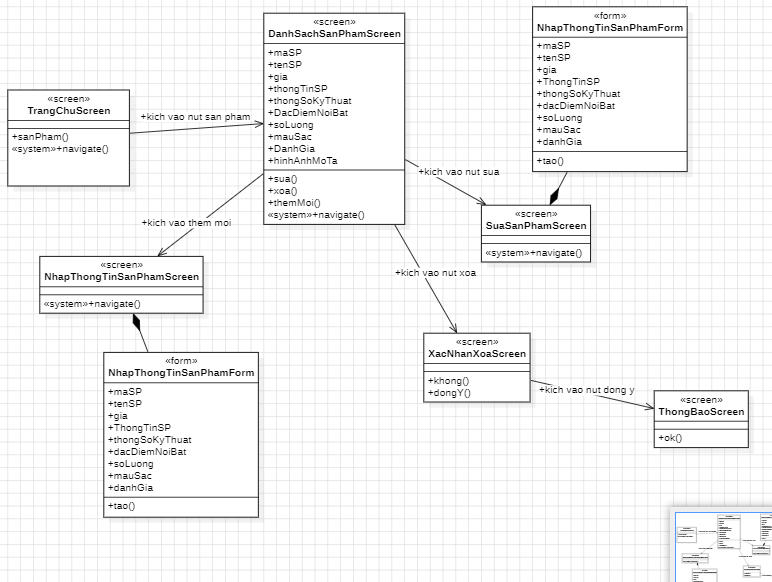 «screen»
TrangChuScreen
+sanPham()
«system»+navigate()
+kich vao nut san pham
«screen»
DanhSachSanPhamScreen
+maSP
+tenSP
+gia
+thongTinSP
+thongSoKyThuat
+DacDiemNoiBat
+soLuong
+mauSac
+DanhGia
+hinhAnhMoTa
+sua()
+xoa()
+themMoi()
«system»+navigate()
«form»
NhapThongTinSanPhamForm
+maSP
+tenSP
+gia
+ThongTinSP
+thongSoKyThuat
+dacDiemNoiBat
+soLuong
+mauSac
+danhGia
+tao()
+kich vao nut sua
«screen»
SuaSanPhamScreen
«system»+navigate()
+kich vao them moi
«screen»
NhapThongTinSanPhamScreen
«system»+navigate()
+kich vao nut xoa
«form»
NhapThongTinSanPhamForm
+maSP
+tenSP
+gia
+ThongTinSP
+thongSoKyThuat
+dacDiemNoiBat
+soLuong
+mauSac
+danhGia
+tao()
«screen»
XacNhanXoaScreen
+khong()
+dongY()
+kich vao nut dong y
«screen»
ThongBaoScreen
+ok()